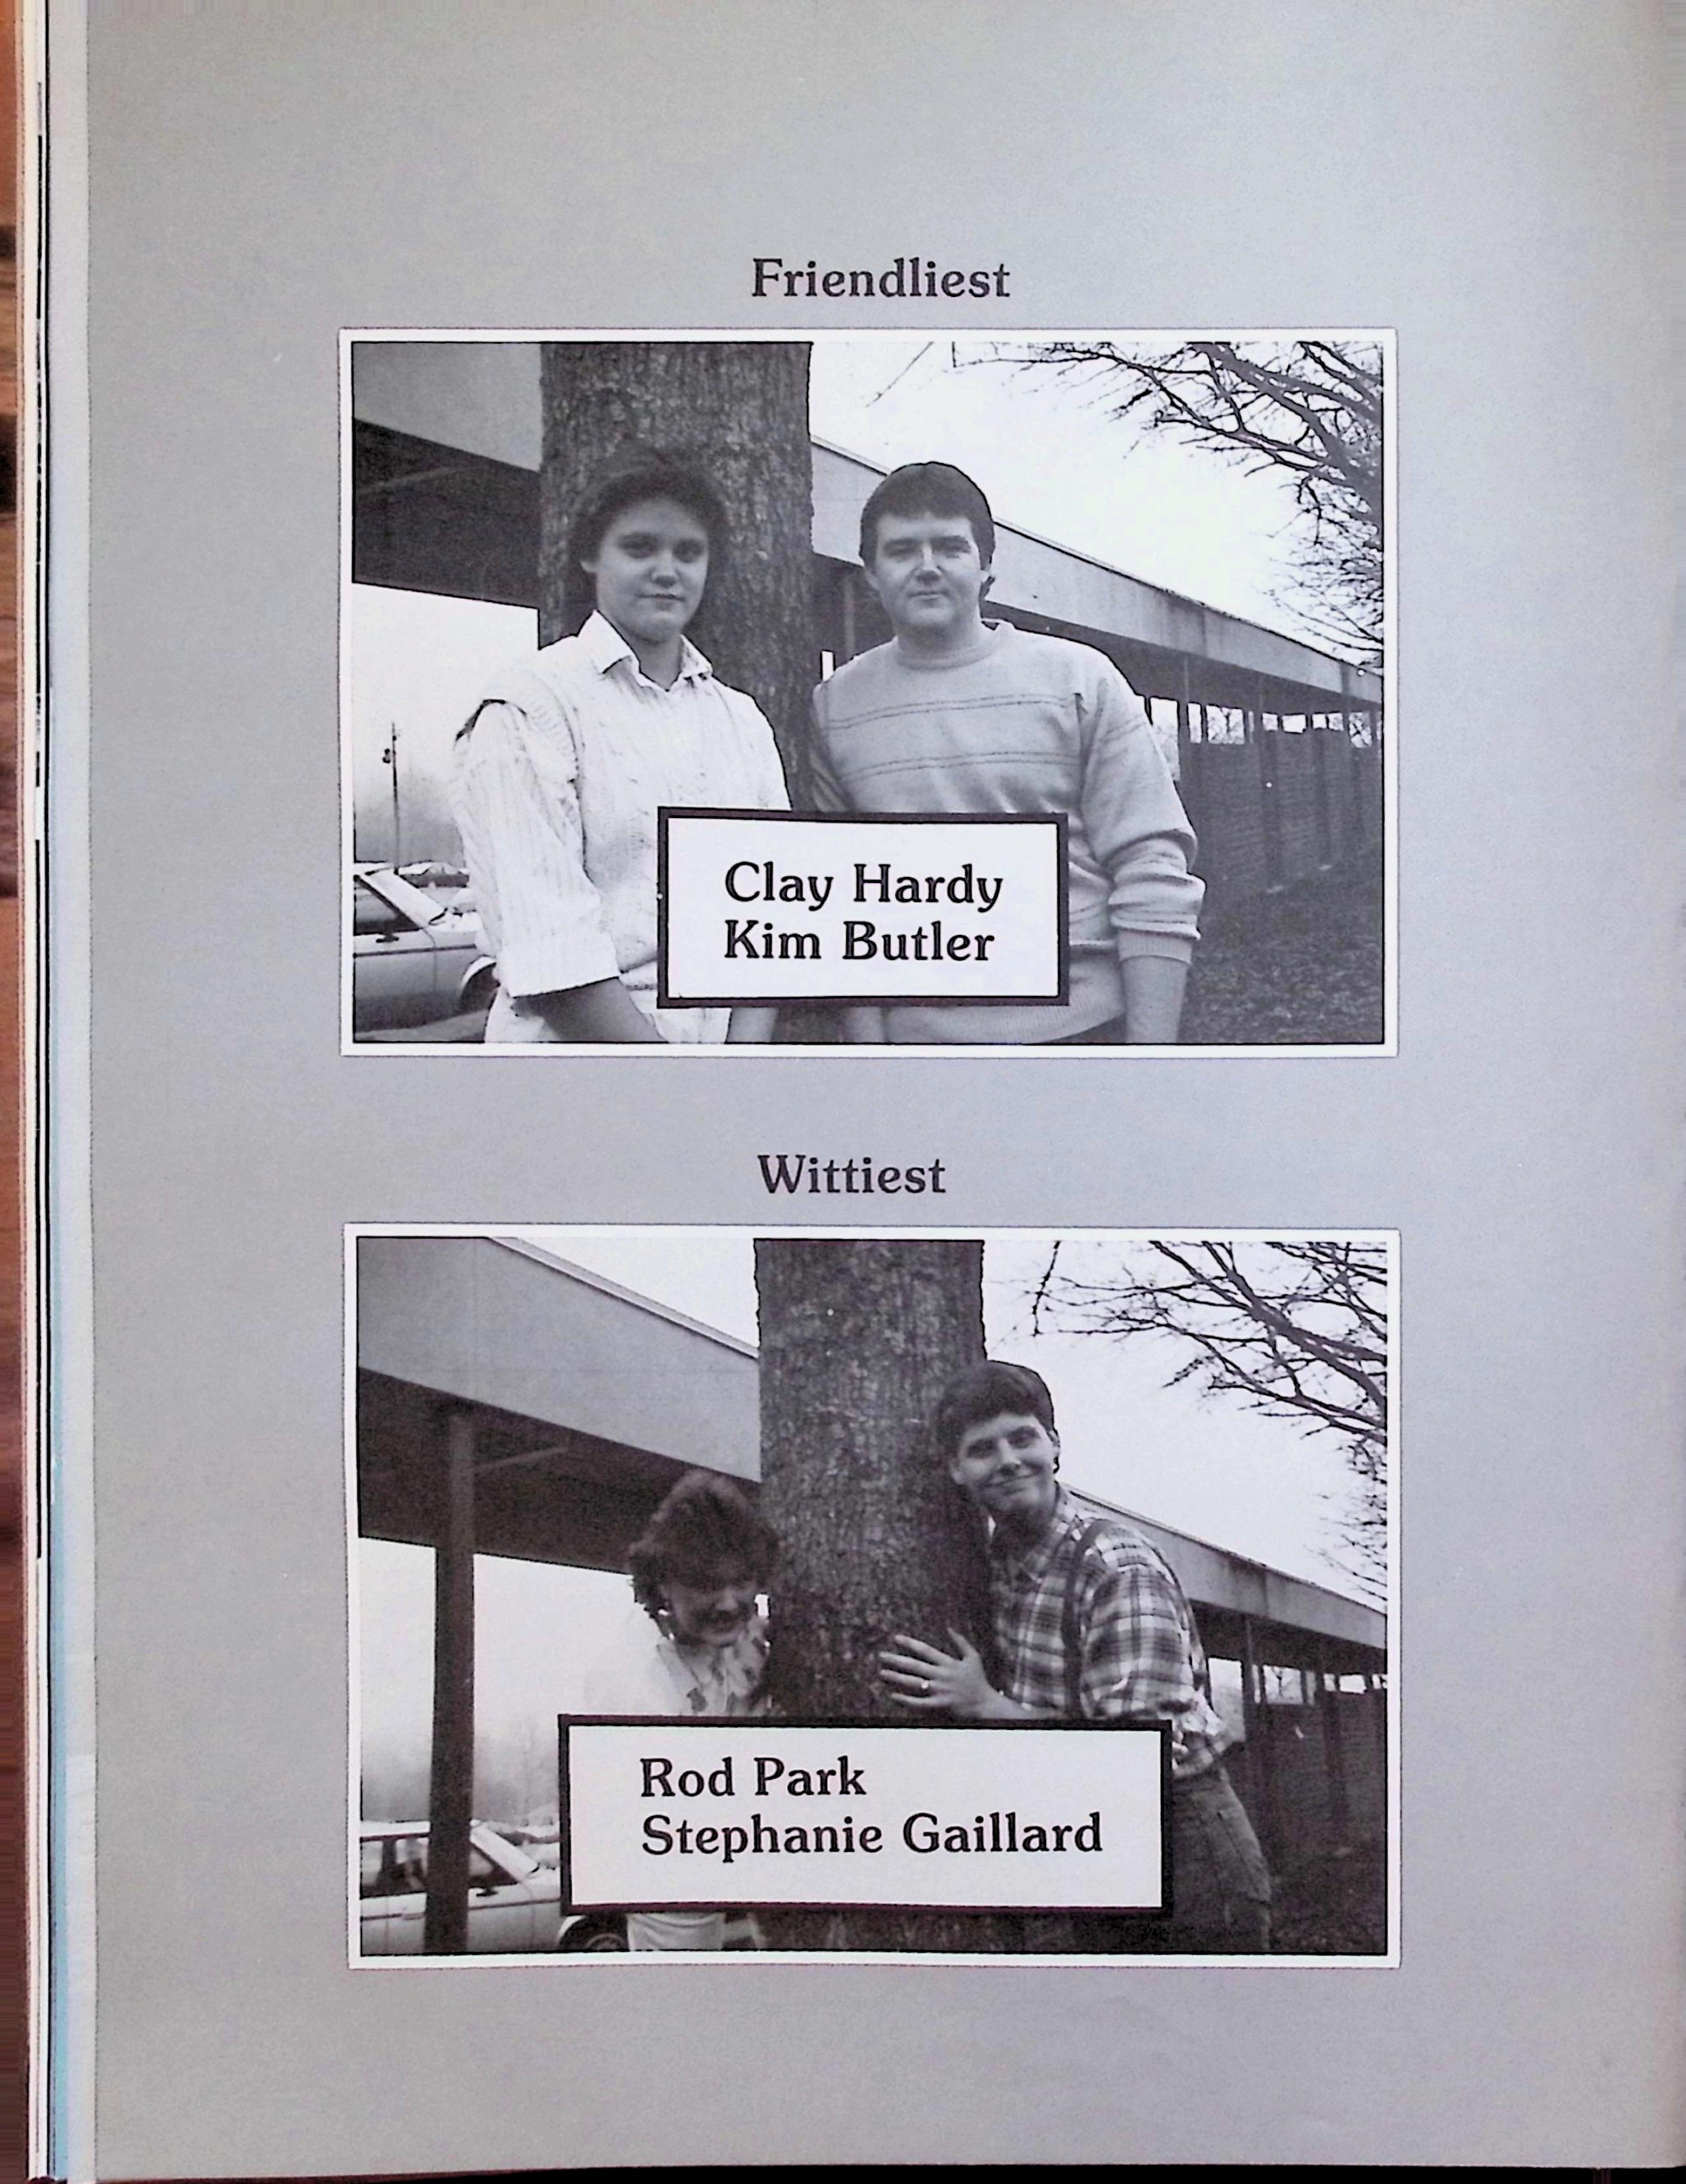 Friendliest
Clay Hardy
Kim Butler
Wittiest
Rod Park
Stephanie Gaillard